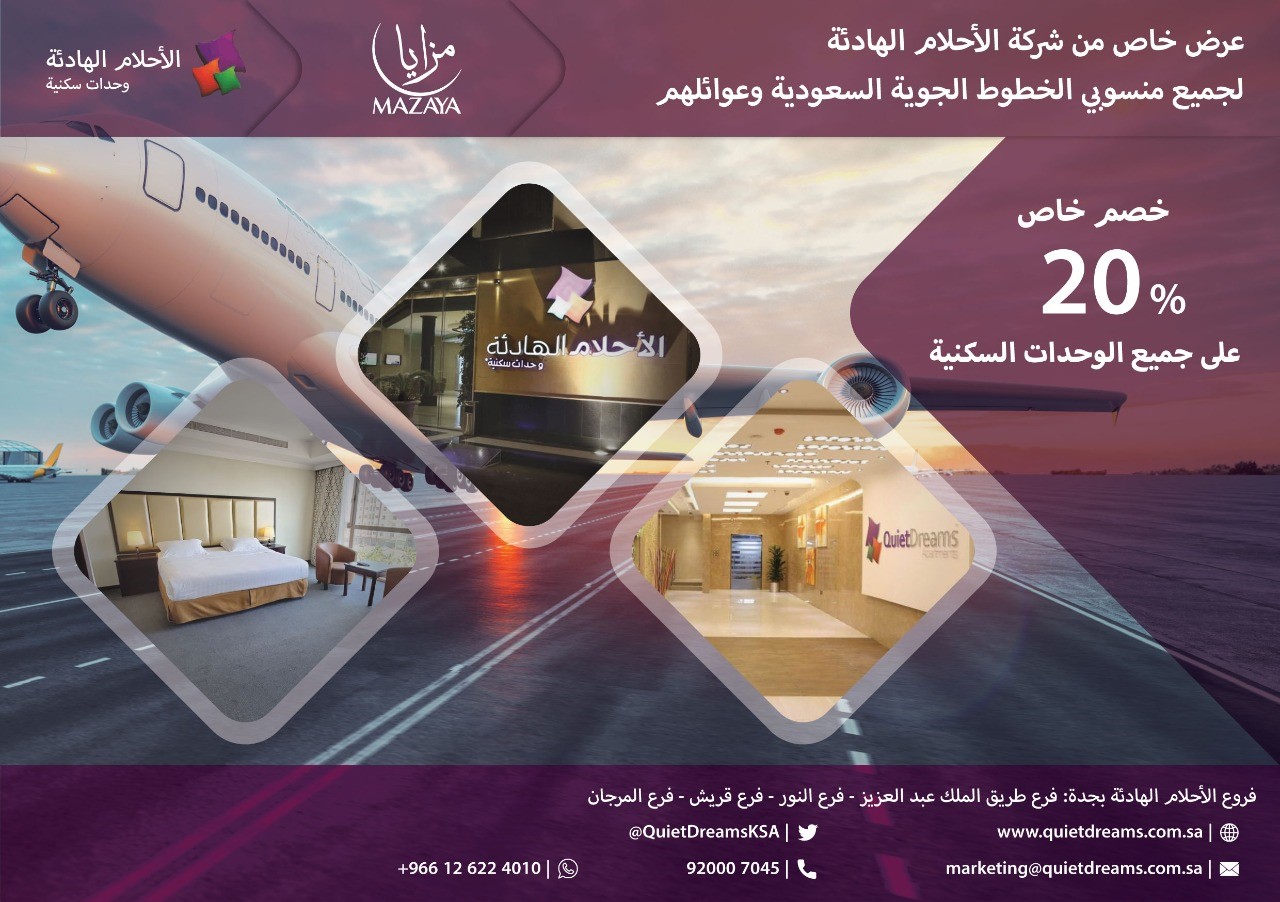 عرض خاص من شركة الأحلام الهادئة
لجميع منسوبي الخطوط الجوية السعودية وعوائلهم
مزايا
MAZAYA
الأحلام الهادئة
وحدات سكنية
خصم خاص
20 %
على جميع الوحدات السكنية
الأحلام الهادئة
وحدات سكنية
QuietDreams
Apartments
فروع الأحلام الهادئة بجدة: فرع طريق الملك عبد العزيز - فرع النور - فرع قريش - فرع المرجان
www.quietdreams.com.sa |
@QuietDreamsKSA |
marketing@quietdreams.com.sa |
92000 7045 |
+966 12 622 4010 |